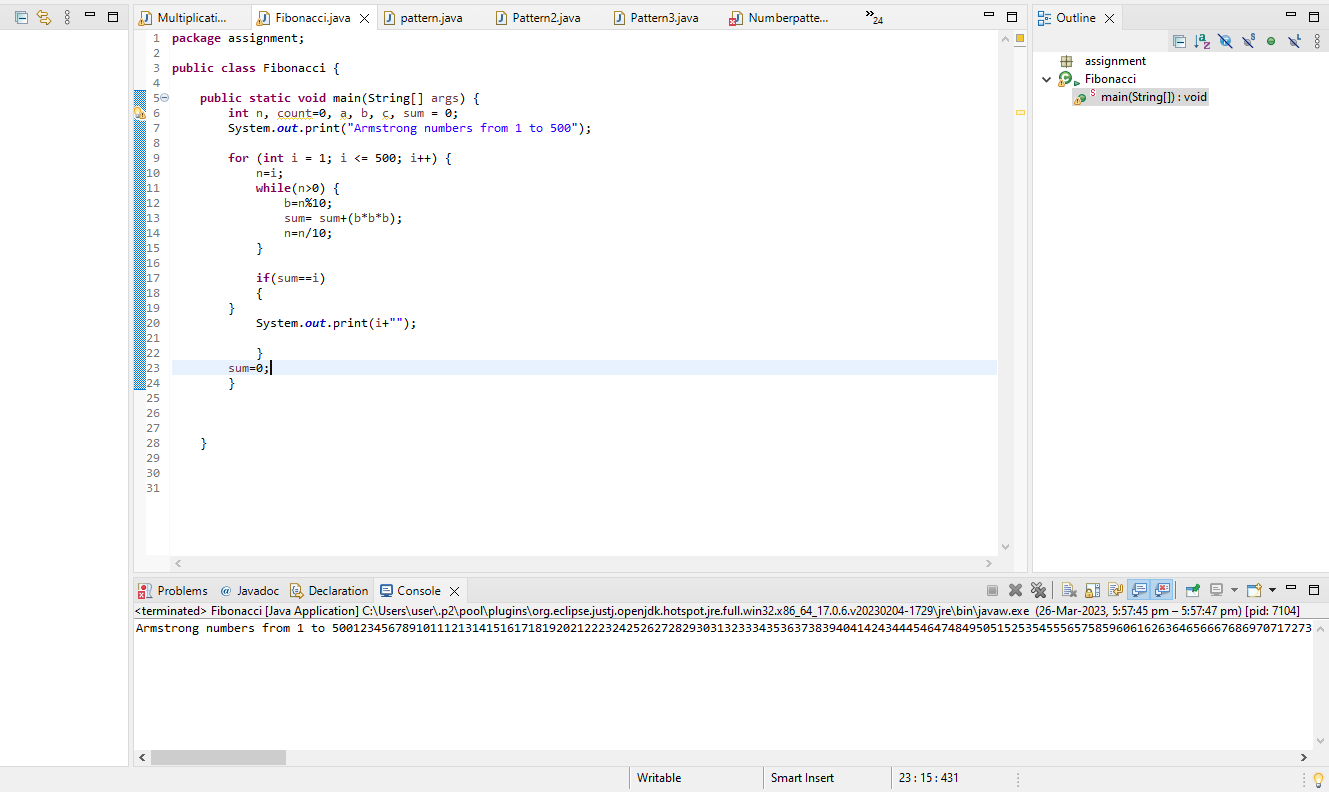 Multiplicati... Fibonacci.java pattern.java Pattern2.java Pattern3.java Numberpatte... »24
Outline
1 package assignment;
2
3 public class Fibonacci {
4
5 public static void main(String[] args) {
6 int n, count=0, a, b, c, sum = 0;
7 System.out.print("Armstrong numbers from 1 to 500");
8
9 for (int i = 1; i <= 500; i++) {
10 n=i;
11 while(n>0) {
12 b=n%10;
13 sum= sum+(b*b*b);
14 n=n/10;
15 }
16
17 if(sum==i)
18 {
19 }
20 System.out.print(i+"");
21
22 }
23 sum=0;
24 }
25
26
27
28 }
29
30
31
assignment
Fibonacci
main(String[]) : void
Problems @ Javadoc Declaration Console
<terminated> Fibonacci [Java Application] C:\Users\user\.p2\pool\plugins\org.eclipse.justj.openjdk.hotspot.jre.full.win32.x86_64_17.0.6.v20230204-1729\jre\bin\javaw.exe (26-Mar-2023, 5:57:45 pm – 5:57:47 pm) [pid: 7104]
Armstrong numbers from 1 to 50012345678910111213141516171819202122232425262728293031323334353637383940414243444546474849505152535455565758596061626364656667686970717273
Writable Smart Insert 23 : 15 : 431